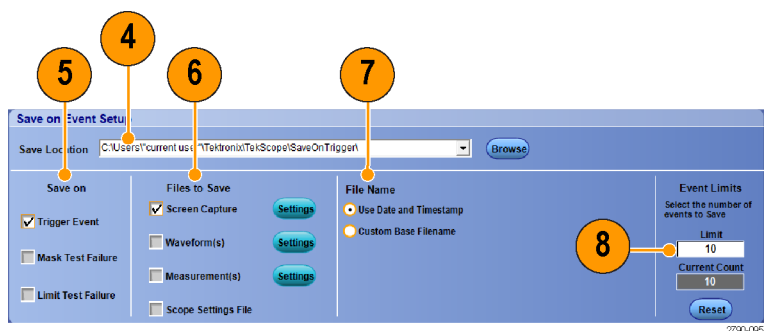 4
5
6
7
Save on Event Setup
Save Location
C:\Users\"current user"\Tektronix\TekScope\SaveOnTrigger\
Browse
Save on
Trigger Event
Mask Test Failure
Limit Test Failure
Files to Save
Screen Capture
Settings
Waveform(s)
Settings
Measurement(s)
Settings
Scope Settings File
File Name
Use Date and Timestamp
Custom Base Filename
8
Event Limits
Select the number of
events to Save
Limit
10
Current Count
10
Reset
2790-095